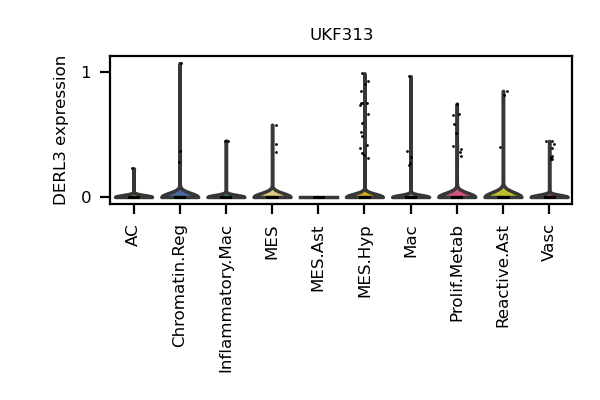 UKF313
DERL3 expression
1
0
AC
Chromatin.Reg
Inflammatory.Mac
MES
MES.Ast
MES.Hyp
Mac
Prolif.Metab
Reactive.Ast
Vasc